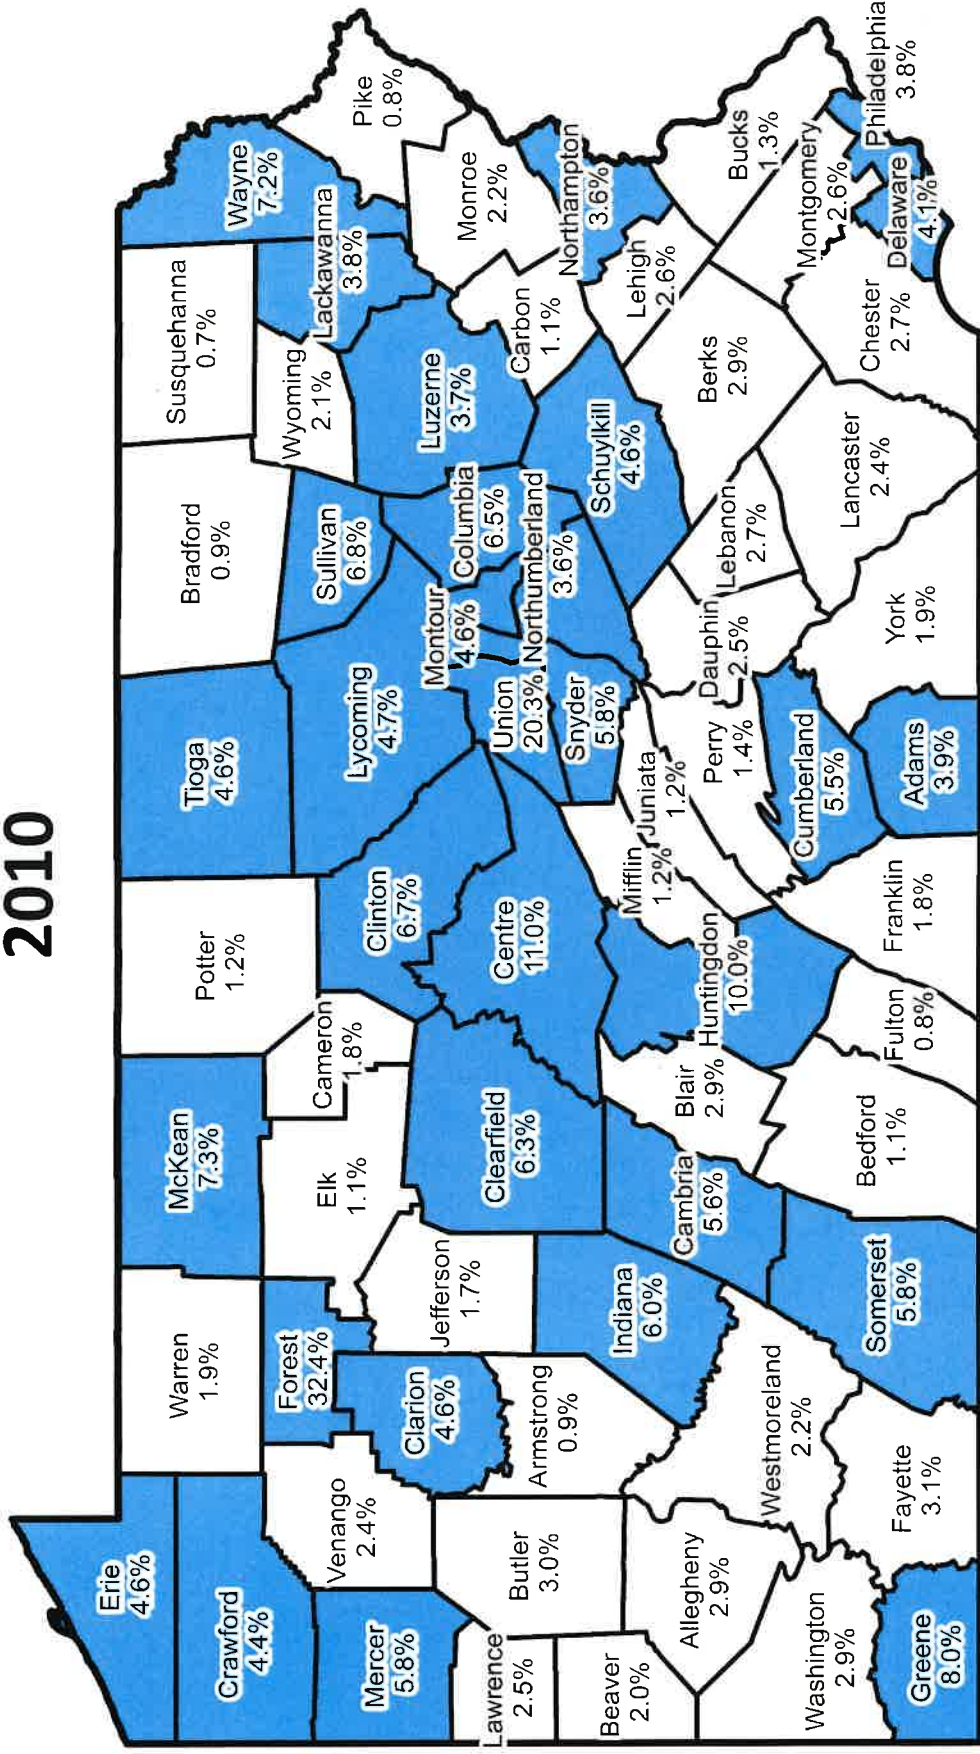 2010
Erie
4.6%
Crawford
4.4%
Mercer
5.8%
Lawrence
2.5%
Beaver
2.0%
Washington
2.9%
Greene
8.0%
Warren
1.9%
Forest
32.4%
Venango
2.4%
Clarion
4.6%
Butler
3.0%
Armstrong
0.9%
Allegheny
2.9%
Westmoreland
2.2%
Fayette
3.1%
McKean
7.3%
Elk
1.1%
Jefferson
1.7%
Indiana
6.0%
Clearfield
6.3%
Cambria
5.6%
Somerset
5.8%
Potter
1.2%
Cameron
1.8%
Clinton
6.7%
Centre
11.0%
Blair
2.9%
Huntingdon
10.0%
Bedford
1.1%
Fulton
0.8%
Franklin
1.8%
Tioga
4.6%
Lycoming
4.7%
Union
20.3%
Snyder
5.8%
Mifflin
1.2%
Juniata
1.2%
Perry
1.4%
Cumberland
5.5%
Adams
3.9%
Bradford
0.9%
Sullivan
6.8%
Montour
4.6%
Columbia
6.5%
Northumberland
3.6%
Dauphin
2.5%
Lebanon
2.7%
York
1.9%
Lancaster
2.4%
Susquehanna
0.7%
Wyoming
2.1%
Lackawanna
3.8%
Luzerne
3.7%
Schuylkill
4.6%
Carbon
1.1%
Berks
2.9%
Lehigh
2.6%
Wayne
7.2%
Pike
0.8%
Monroe
2.2%
Northampton
3.6%
Bucks
1.3%
Montgomery
2.6%
Chester
2.7%
Delaware
4.1%
Philadelphia
3.8%